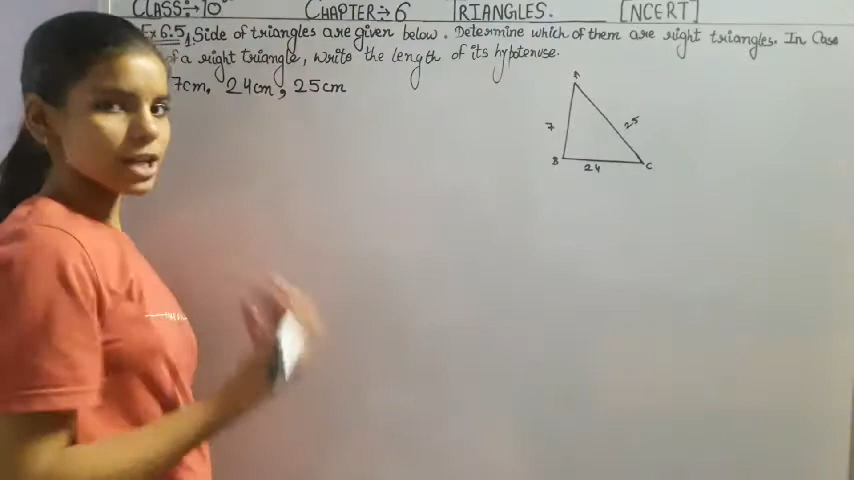 CLASS:→10 CHAPTER→6 TRIANGLES. [NCERT]
Ex 6.5, 1, Side of triangles are given below. Determine which of them are right triangles. In Case
of a right triangle, write the length of its hypotenuse.
7cm, 24cm, 25cm
A
7 25
B 24 C